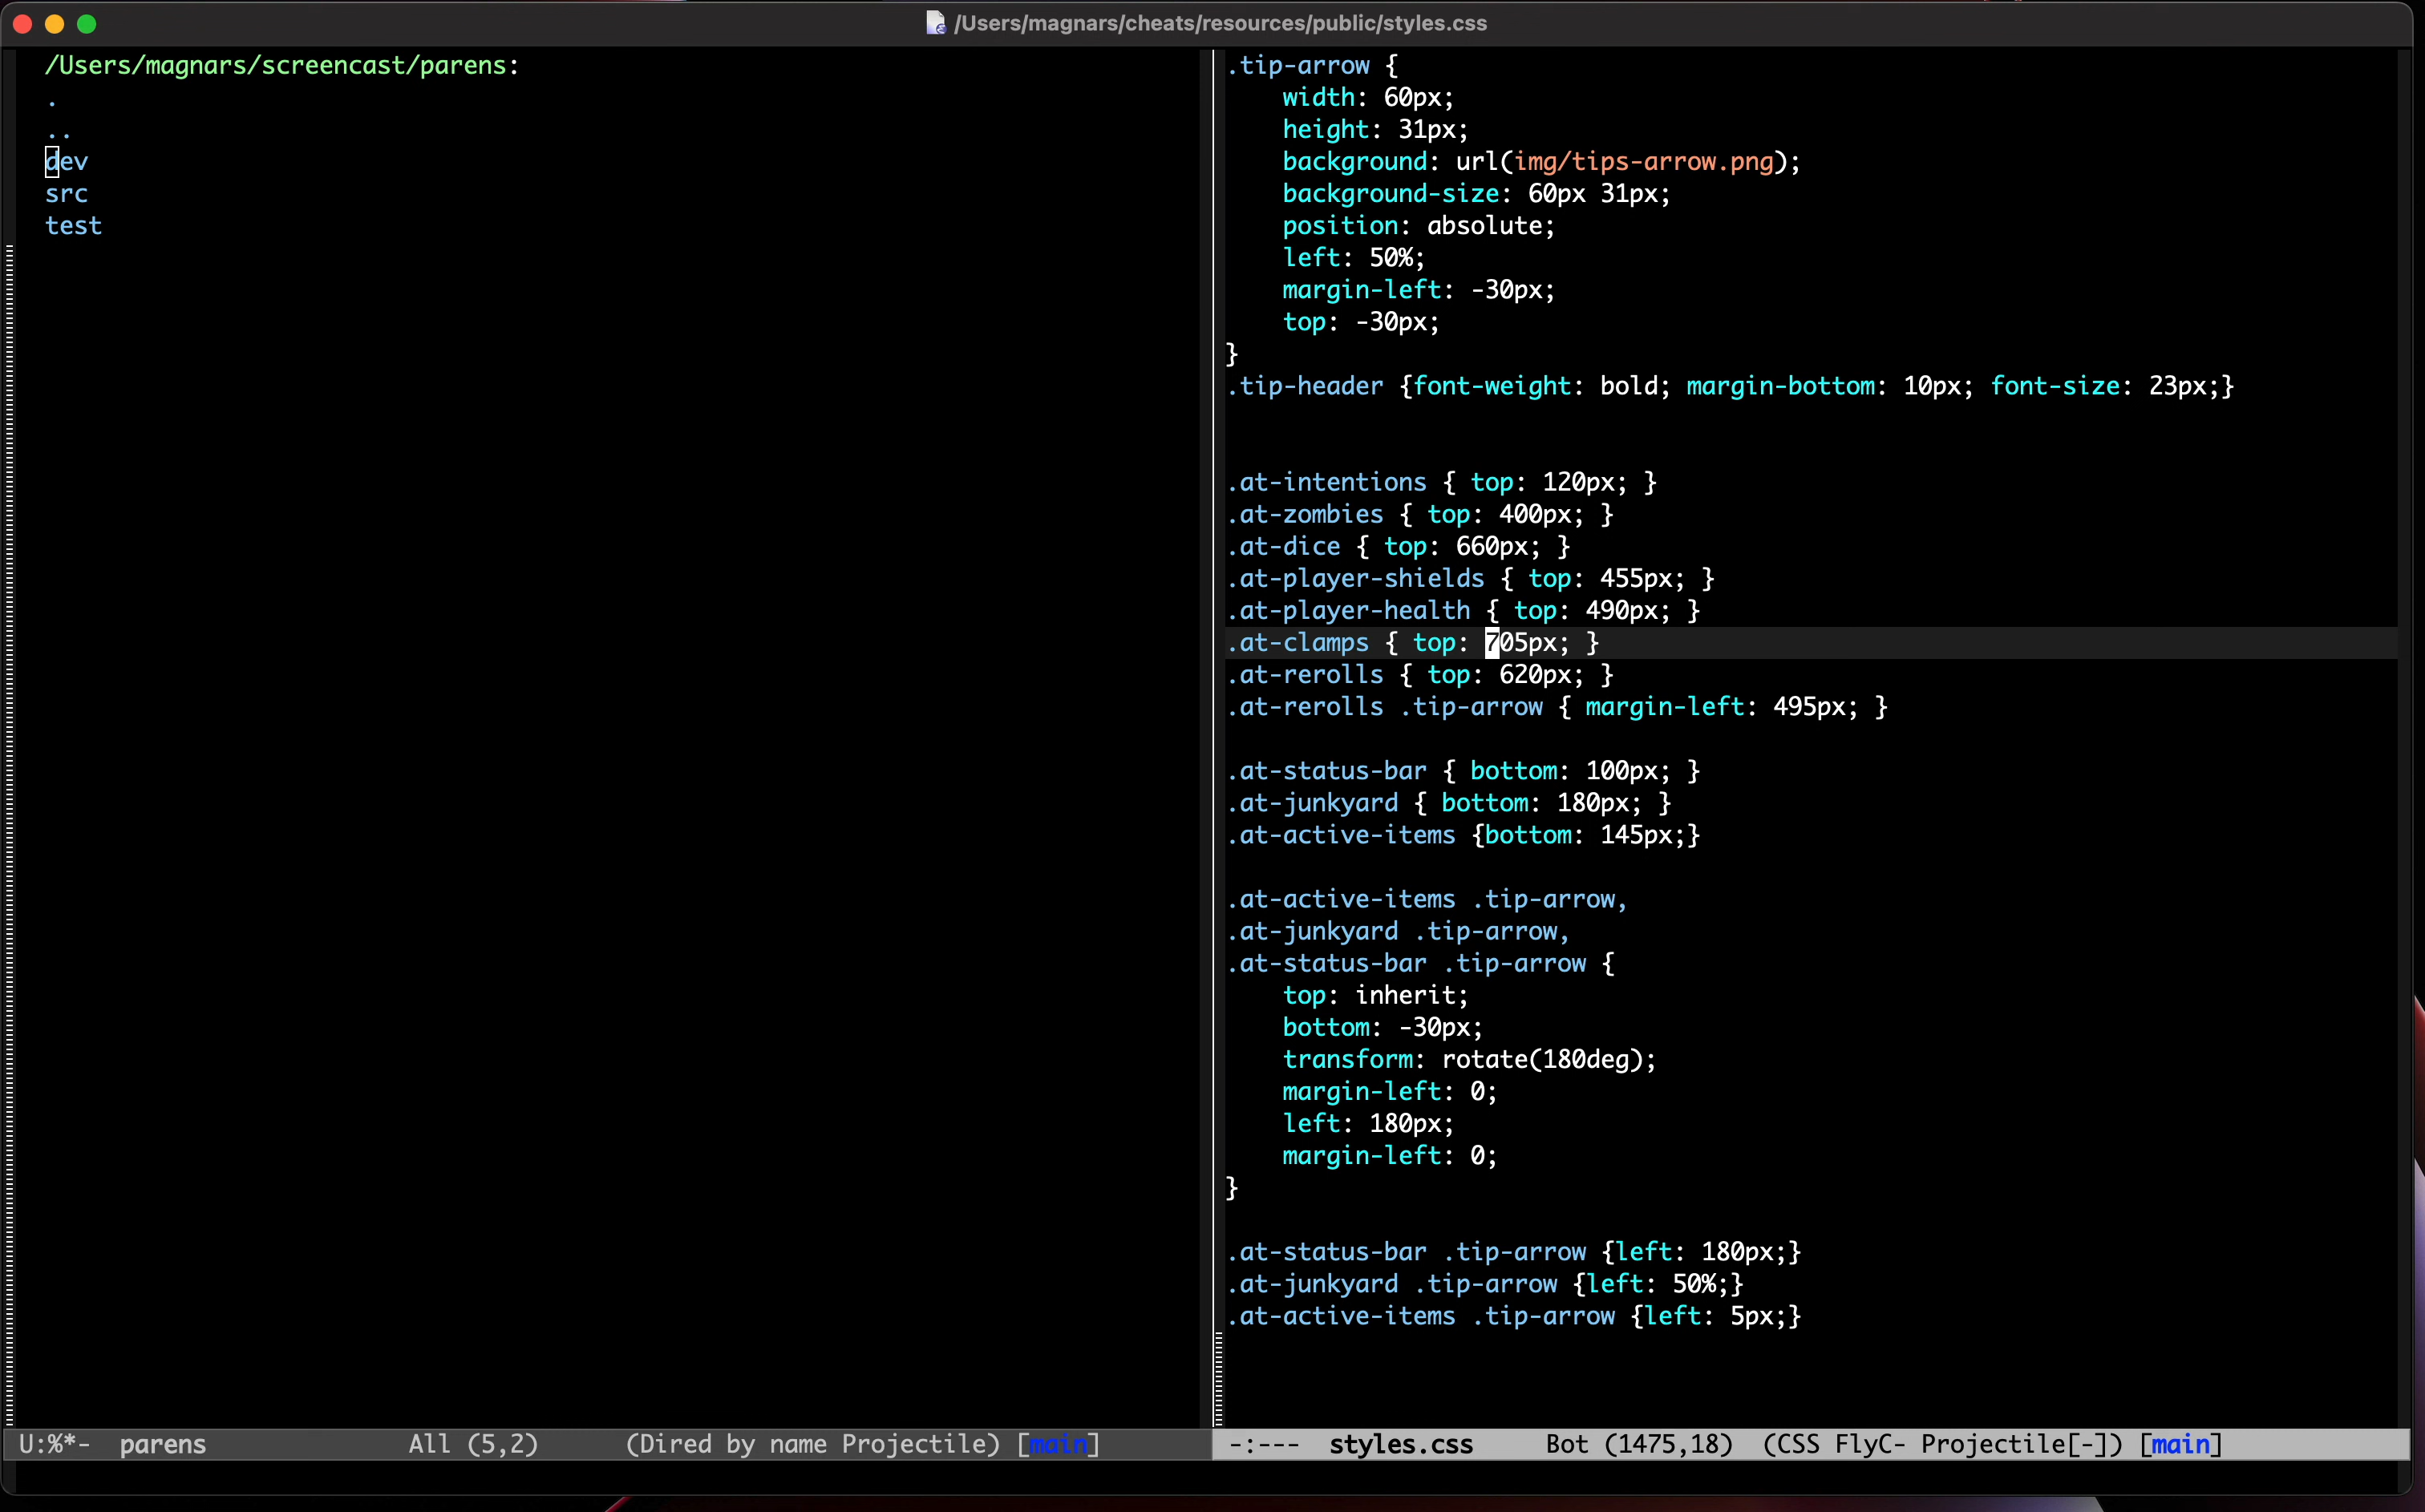 /Users/magnars/cheats/resources/public/styles.css
/Users/magnars/screencast/parens:
.
..
dev
src
test
.tip-arrow {
    width: 60px;
    height: 31px;
    background: url(img/tips-arrow.png);
    background-size: 60px 31px;
    position: absolute;
    left: 50%;
    margin-left: -30px;
    top: -30px;
}
.tip-header {font-weight: bold; margin-bottom: 10px; font-size: 23px;}
.at-intentions { top: 120px; }
.at-zombies { top: 400px; }
.at-dice { top: 660px; }
.at-player-shields { top: 455px; }
.at-player-health { top: 490px; }
.at-clamps { top: 705px; }
.at-rerolls { top: 620px; }
.at-rerolls .tip-arrow { margin-left: 495px; }
.at-status-bar { bottom: 100px; }
.at-junkyard { bottom: 180px; }
.at-active-items {bottom: 145px;}
.at-active-items .tip-arrow,
.at-junkyard .tip-arrow,
.at-status-bar .tip-arrow {
    top: inherit;
    bottom: -30px;
    transform: rotate(180deg);
    margin-left: 0;
    left: 180px;
    margin-left: 0;
}
.at-status-bar .tip-arrow {left: 180px;}
.at-junkyard .tip-arrow {left: 50%;}
.at-active-items .tip-arrow {left: 5px;}
U:%*-  parens              All (5,2)      (Dired by name Projectile) [main]
-:---  styles.css     Bot (1475,18)  (CSS FlyC- Projectile[-]) [main]